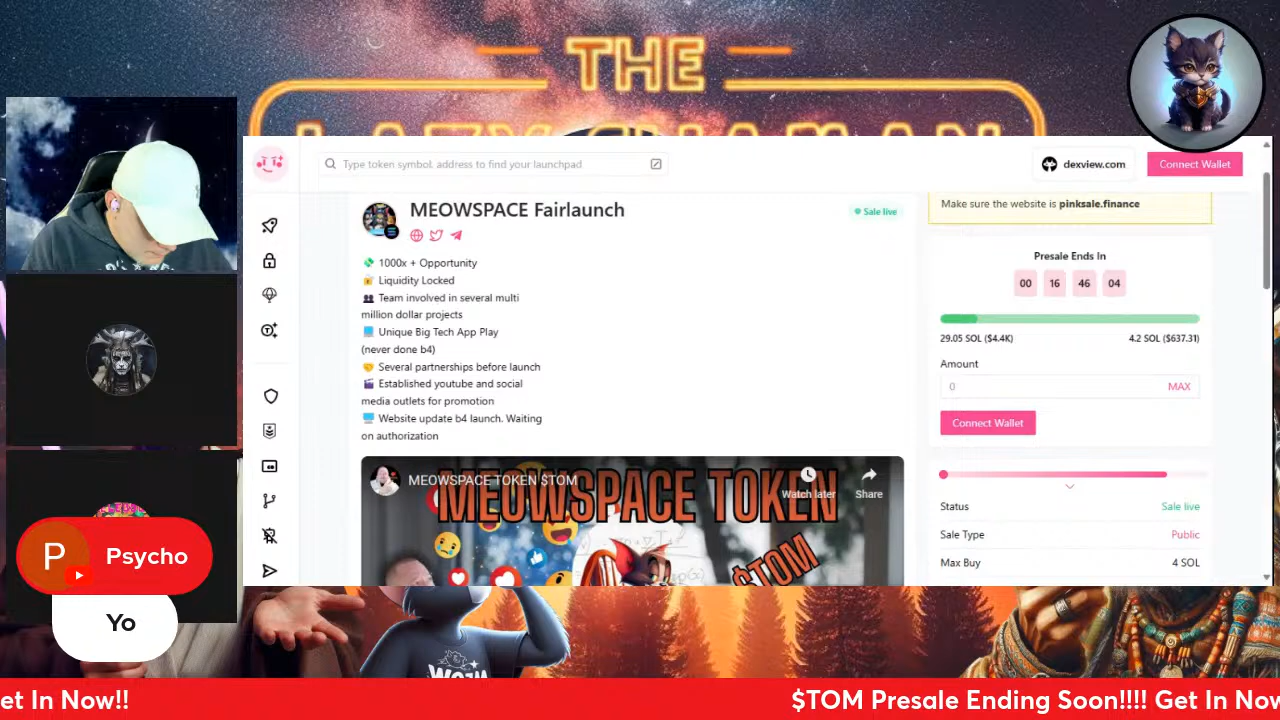 THE
Type token symbol, address to find your launchpad
dexview.com
Connect Wallet
MEOWSPACE Fairlaunch
Sale live
Make sure the website is pinksale.finance
1000x + Opportunity
Liquidity Locked
Team involved in several multi
million dollar projects
Unique Big Tech App Play
(never done b4)
Several partnerships before launch
Established youtube and social
media outlets for promotion
Website update b4 launch. Waiting
on authorization
Presale Ends In
00 16 46 04
29.05 SOL ($4.4K) 4.2 SOL ($637.31)
Amount
0 MAX
Connect Wallet
MEOWSPACE TOKEN $TOM
Watch later
Share
MEOWSPACE TOKEN
$TOM
Status Sale live
Sale Type Public
Max Buy 4 SOL
P Psycho
Yo
et In Now!! $TOM Presale Ending Soon!!!! Get In Now